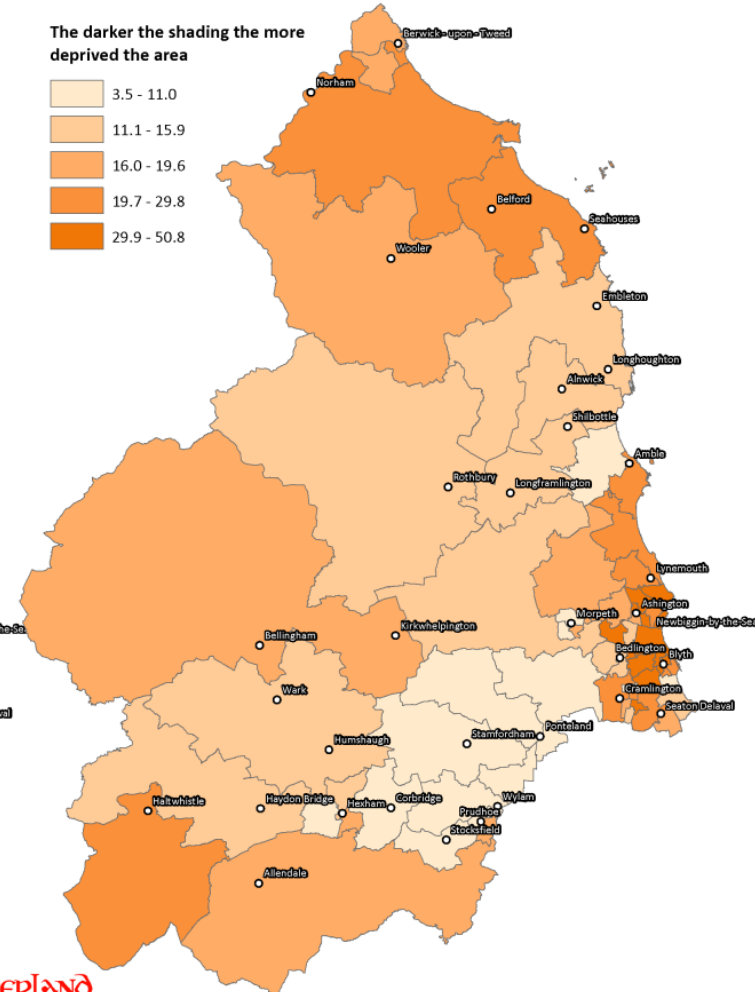 The darker the shading the more
deprived the area
3.5 - 11.0
11.1 - 15.9
16.0 - 19.6
19.7 - 29.8
29.9 - 50.8
Berwick - upon - Tweed
Norham
Belford
Seahouses
Wooler
Embleton
Longhoughton
Alnwick
Shilbottle
Amble
Rothbury
Longframlington
Lynemouth
Ashington
Morpeth
Newbiggin-by-the-Sea
he-Se
Kirkwhelpington
Bellingham
Bedlington
Blyth
Cramlington
Wark
Seaton Delaval
val
Ponteland
Stamfordham
Humshaugh
Haltwhistle
Haydon Bridge
Hexham
Corbridge
Wylam
Prudhoe
Stocksfield
Allendale